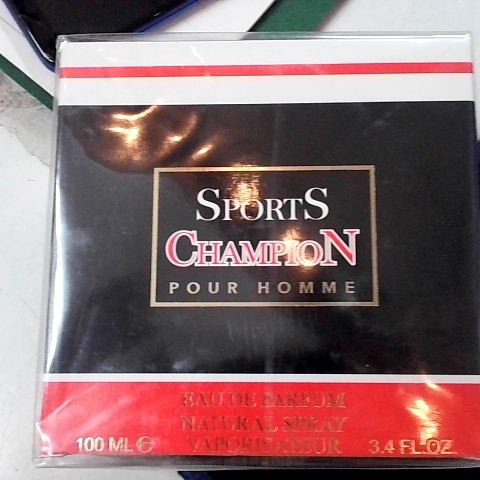 SPORTS
CHAMPION
POUR HOMME
EAU DE PARFUM
NATURAL SPRAY
100 ML ℮ VAPORISATEUR 3.4 FL.OZ.